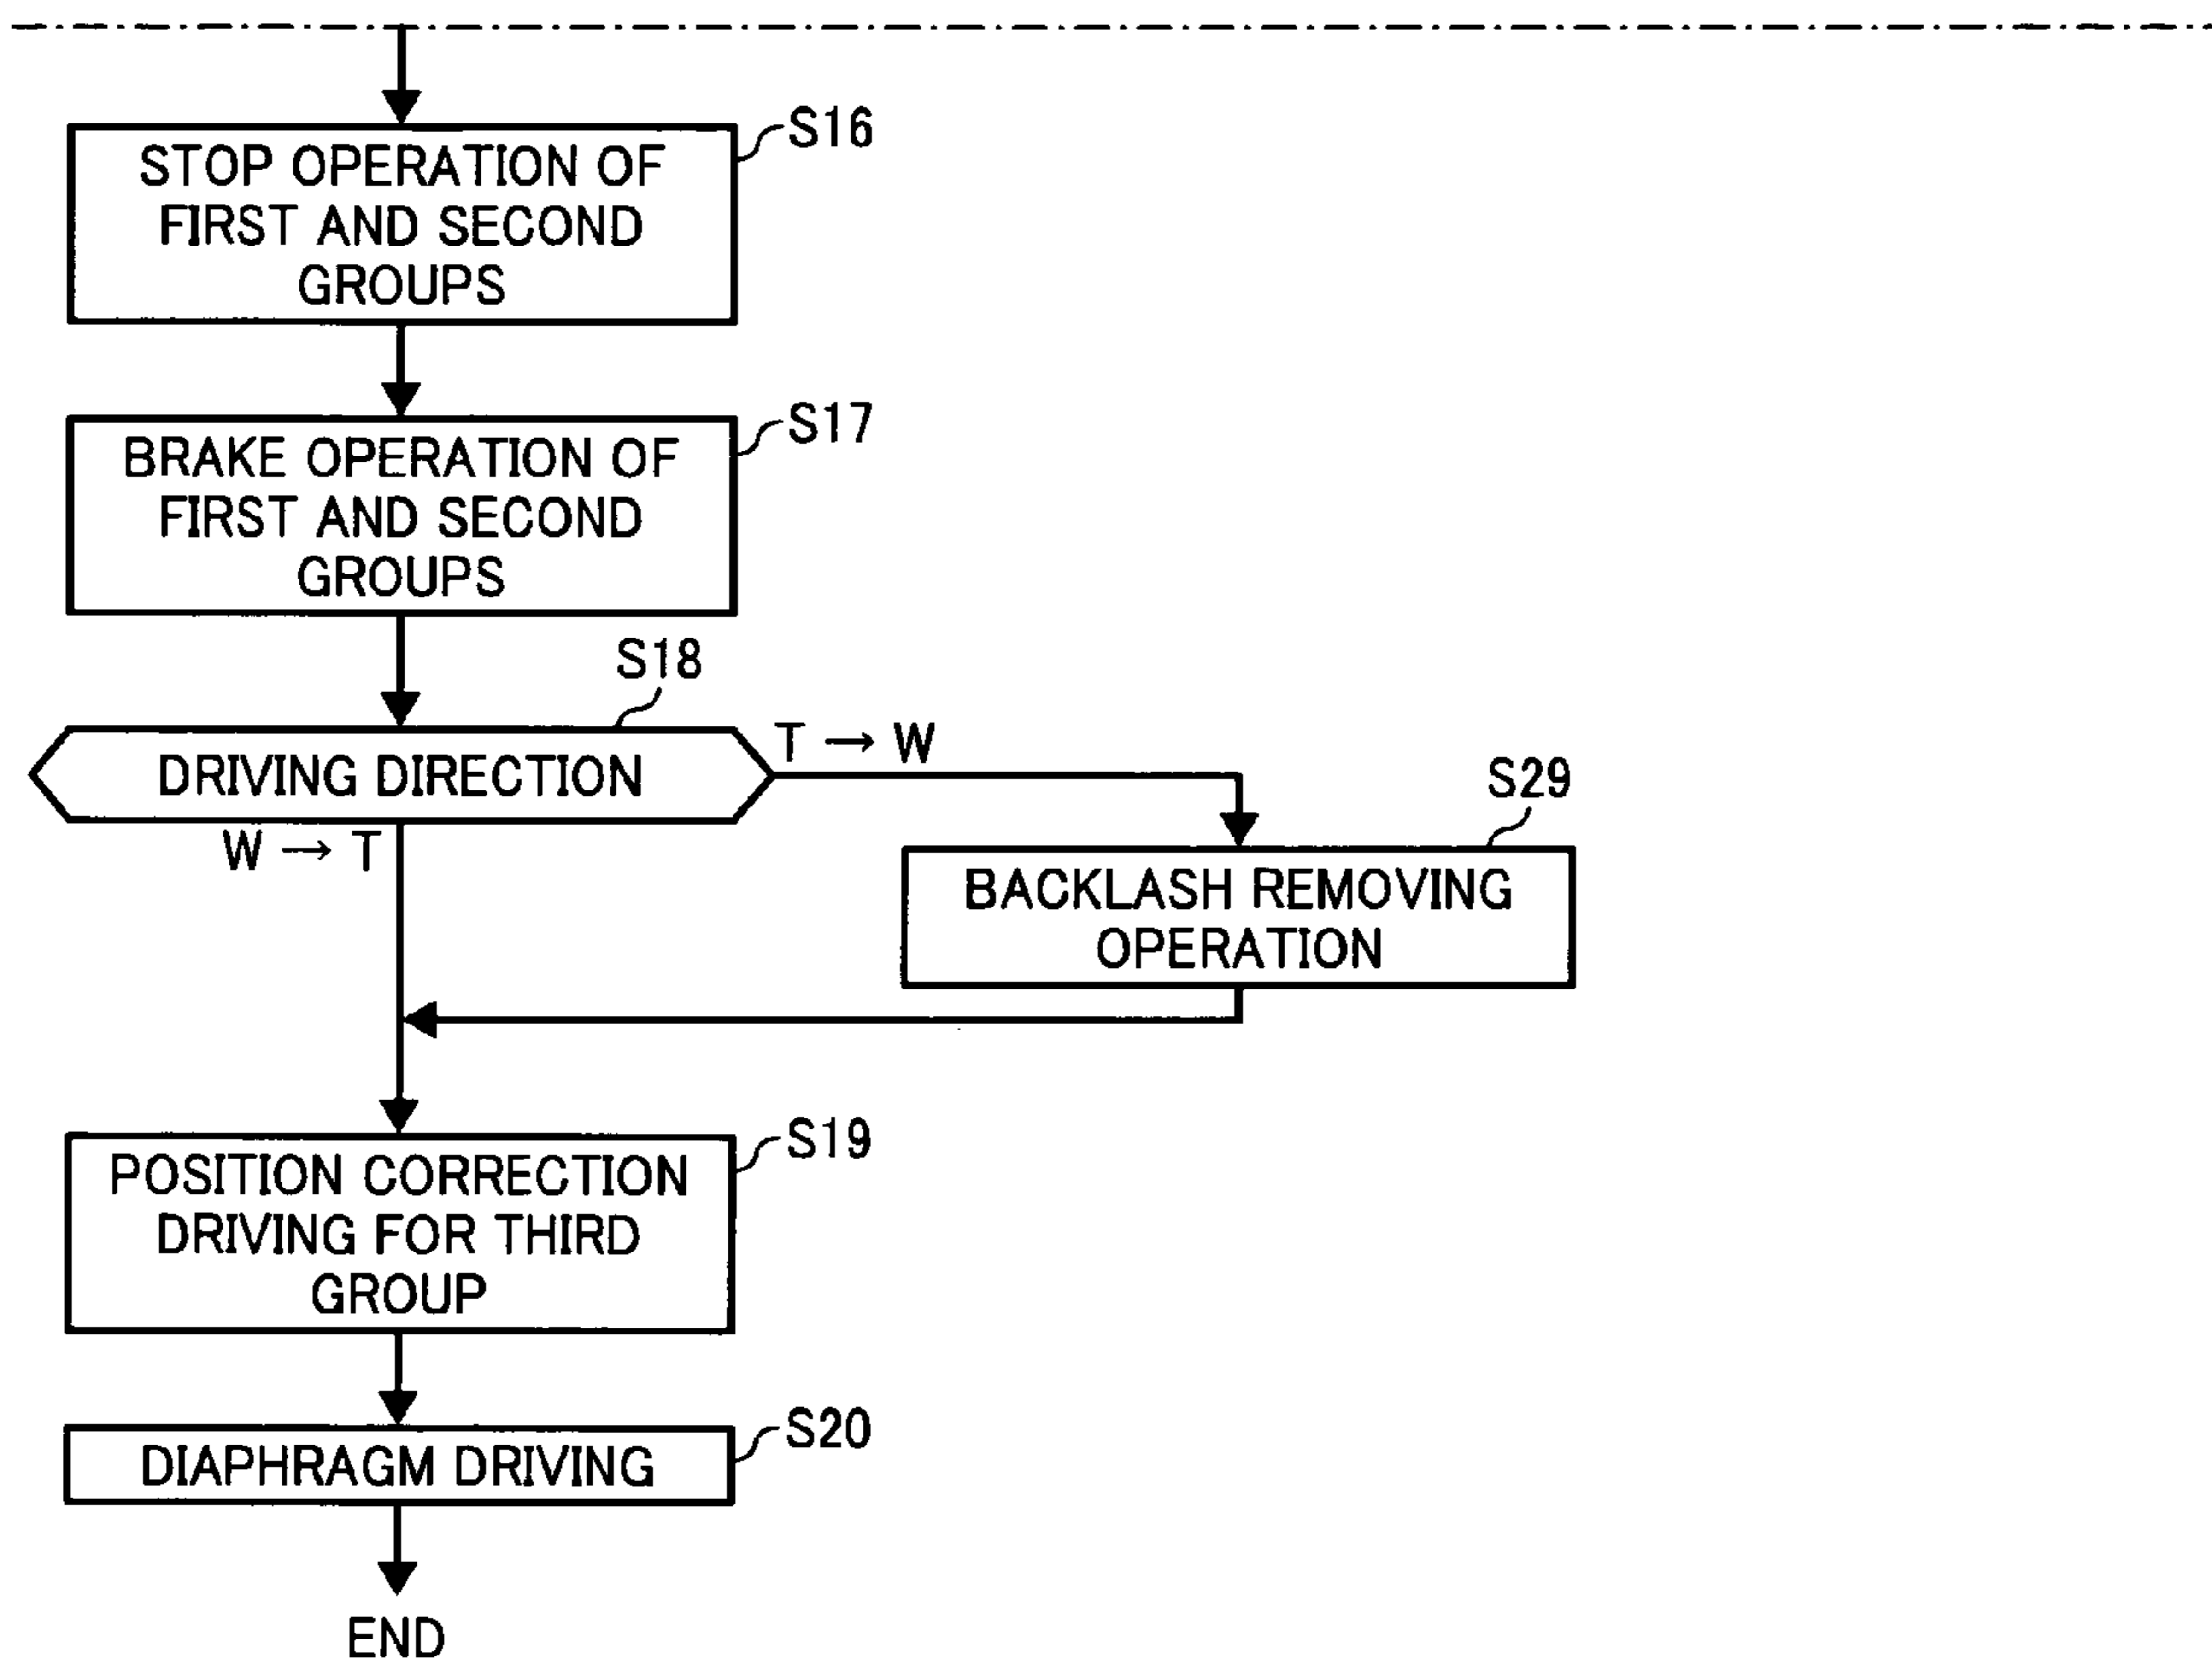 S16
STOP OPERATION OF
FIRST AND SECOND
GROUPS
S17
BRAKE OPERATION OF
FIRST AND SECOND
GROUPS
S18
DRIVING DIRECTION
T → W
W → T
S29
BACKLASH REMOVING
OPERATION
S19
POSITION CORRECTION
DRIVING FOR THIRD
GROUP
S20
DIAPHRAGM DRIVING
END